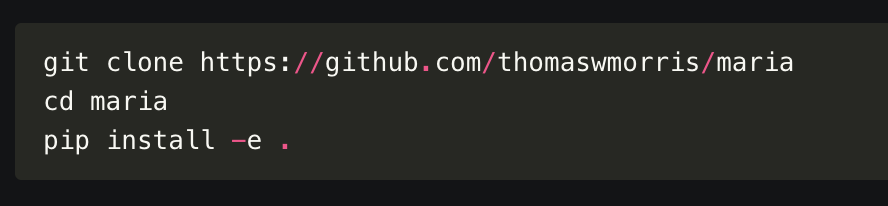 git clone https://github.com/thomaswmorris/maria
cd maria
pip install -e .